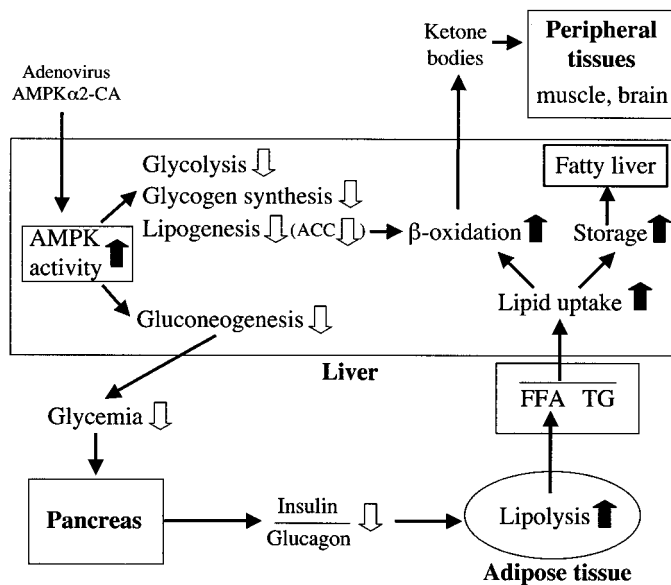 Ketone
bodies
Peripheral
tissues
muscle, brain
Adenovirus
AMPKα2-CA
Glycolysis
Glycogen synthesis
Lipogenesis (ACC )
β-oxidation
Fatty liver
Storage
AMPK
activity
Lipid uptake
Gluconeogenesis
Liver
FFA TG
Glycemia
Pancreas
Insulin
Glucagon
Lipolysis
Adipose tissue